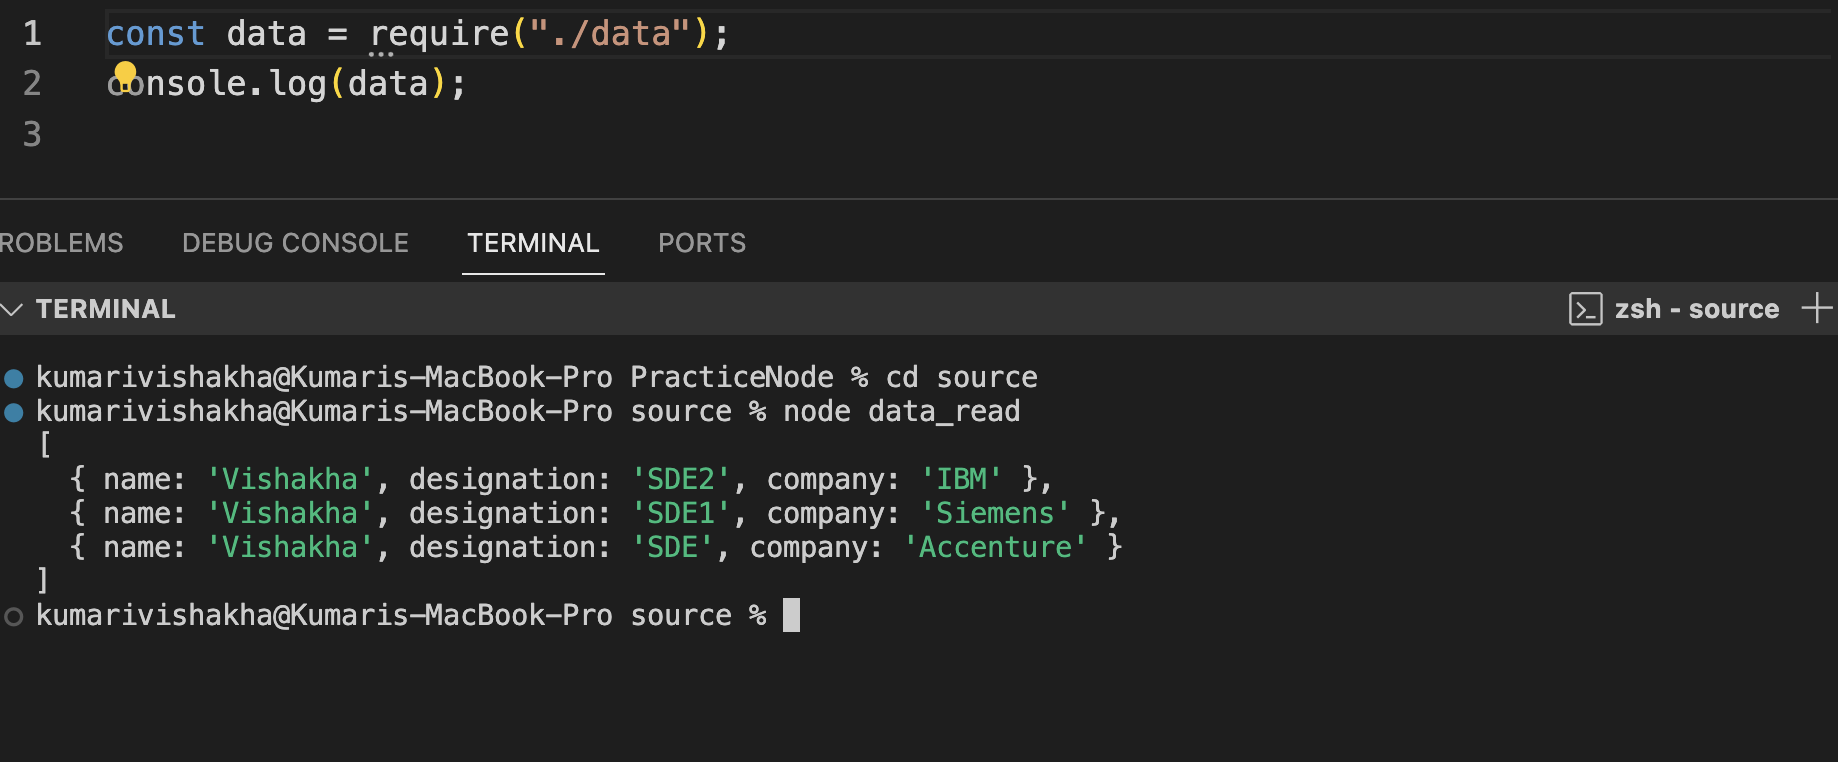 1 const data = require("./data");
2 console.log(data);
3
ROBLEMS DEBUG CONSOLE TERMINAL PORTS
TERMINAL zsh - source
kumarivishakha@Kumaris-MacBook-Pro PracticeNode % cd source
kumarivishakha@Kumaris-MacBook-Pro source % node data_read
[
  { name: 'Vishakha', designation: 'SDE2', company: 'IBM' },
  { name: 'Vishakha', designation: 'SDE1', company: 'Siemens' },
  { name: 'Vishakha', designation: 'SDE', company: 'Accenture' }
]
kumarivishakha@Kumaris-MacBook-Pro source %